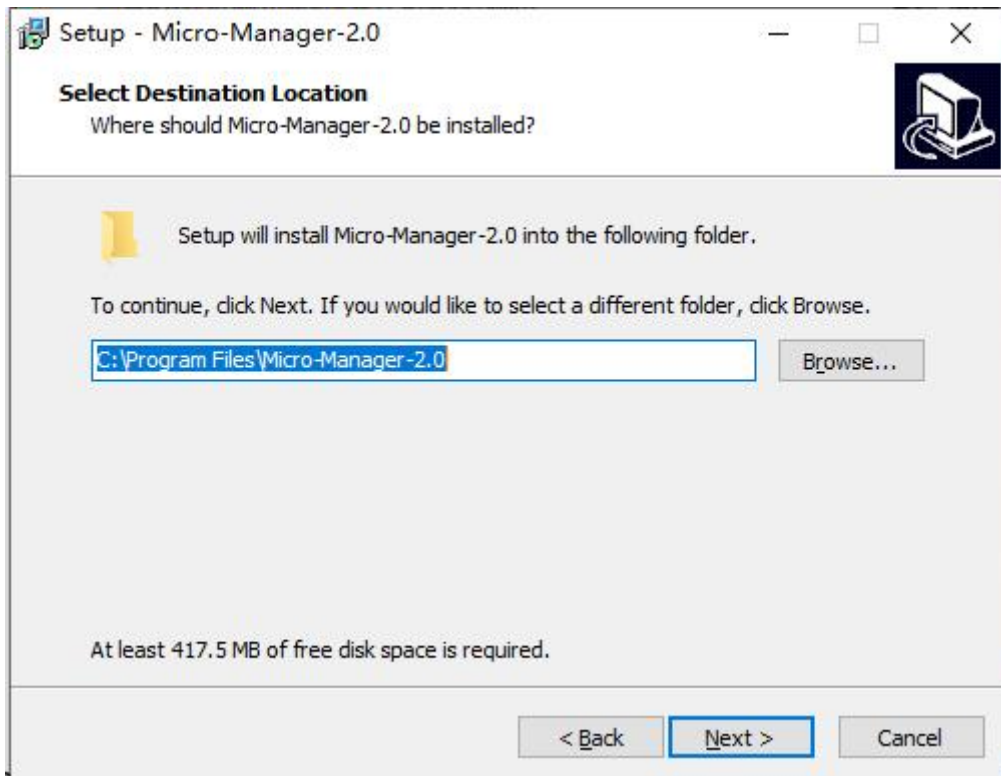 Setup - Micro-Manager-2.0
Select Destination Location
Where should Micro-Manager-2.0 be installed?
Setup will install Micro-Manager-2.0 into the following folder.
To continue, click Next. If you would like to select a different folder, click Browse.
C:\Program Files\Micro-Manager-2.0
Browse...
At least 417.5 MB of free disk space is required.
< Back
Next >
Cancel